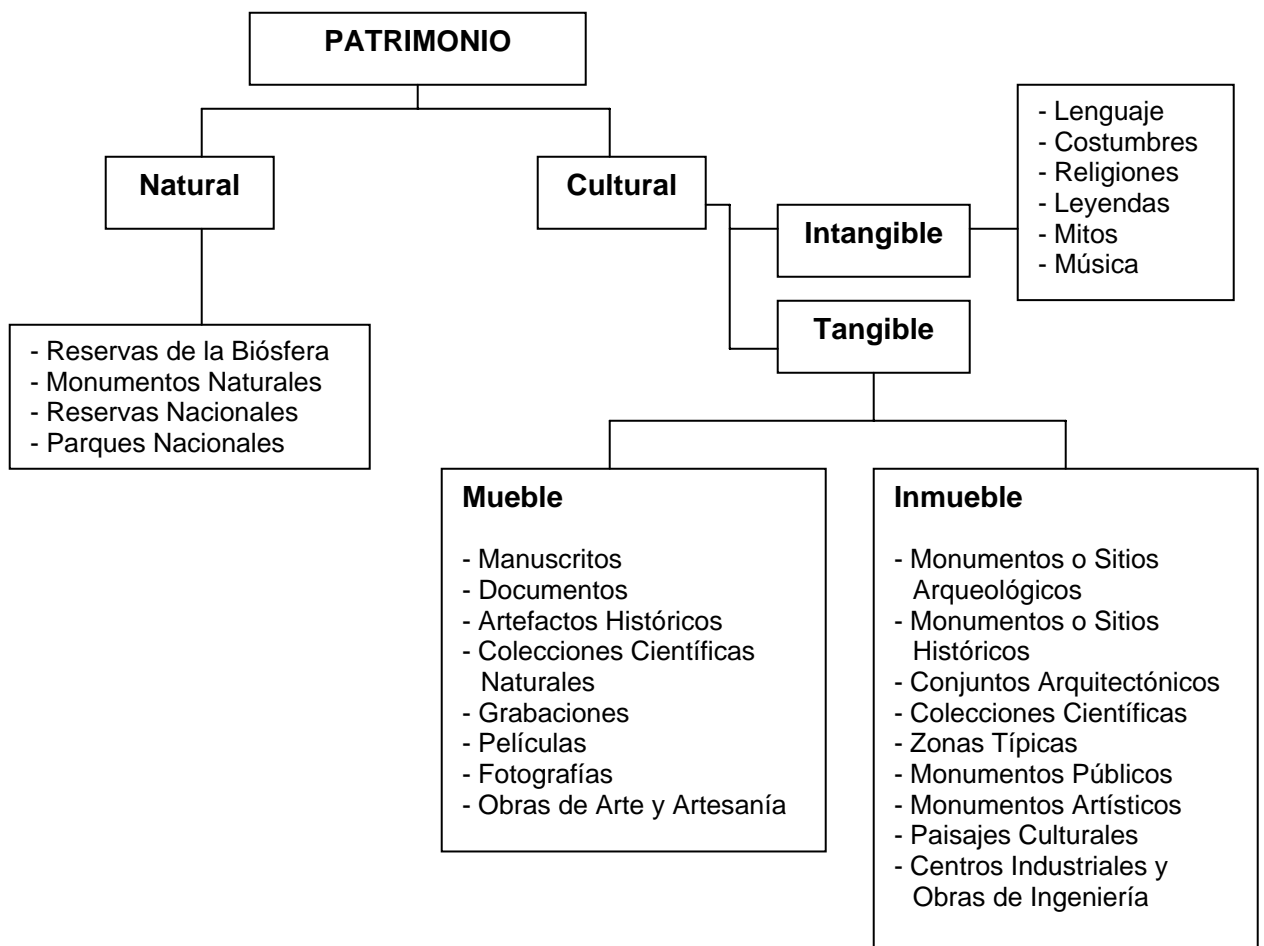 PATRIMONIO
Natural
Cultural
Intangible
- Lenguaje
- Costumbres
- Religiones
- Leyendas
- Mitos
- Música
Tangible
- Reservas de la Biósfera
- Monumentos Naturales
- Reservas Nacionales
- Parques Nacionales
Mueble
- Manuscritos
- Documentos
- Artefactos Históricos
- Colecciones Científicas
Naturales
- Grabaciones
- Películas
- Fotografías
- Obras de Arte y Artesanía
Inmueble
- Monumentos o Sitios
Arqueológicos
- Monumentos o Sitios
Históricos
- Conjuntos Arquitectónicos
- Colecciones Científicas
- Zonas Típicas
- Monumentos Públicos
- Monumentos Artísticos
- Paisajes Culturales
- Centros Industriales y
Obras de Ingeniería